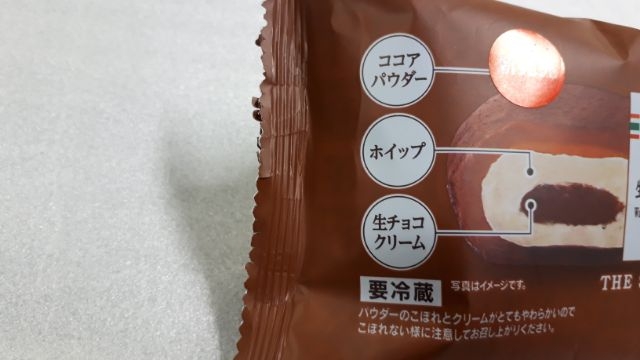 ココア
パウダー
ホイップ
生チョコ
クリーム
要冷蔵
写真はイメージです。
THE
パウダーのこぼれとクリームがとてもやわらかいので
こぼれない様に注意してお召し上がりください。